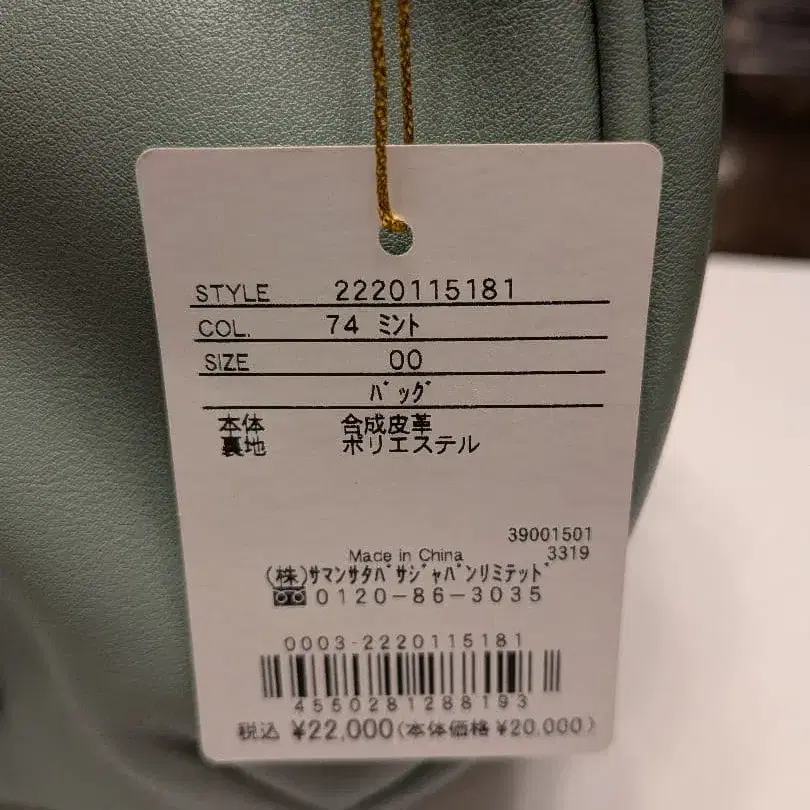 STYLE 2220115181
COL. 74 ﾐﾝﾄ
SIZE 00
ﾊﾞｯｸﾞ
本体 合成皮革
裏地 ポリエステル
39001501
Made in China 3319
(株)ｻﾏﾝｻﾀﾊﾞｻｼﾞｬﾊﾟﾝﾘﾐﾃｯﾄﾞ
0120-86-3035
0003-2220115181
4550281288193
税込 ¥22,000(本体価格 ¥20,000)